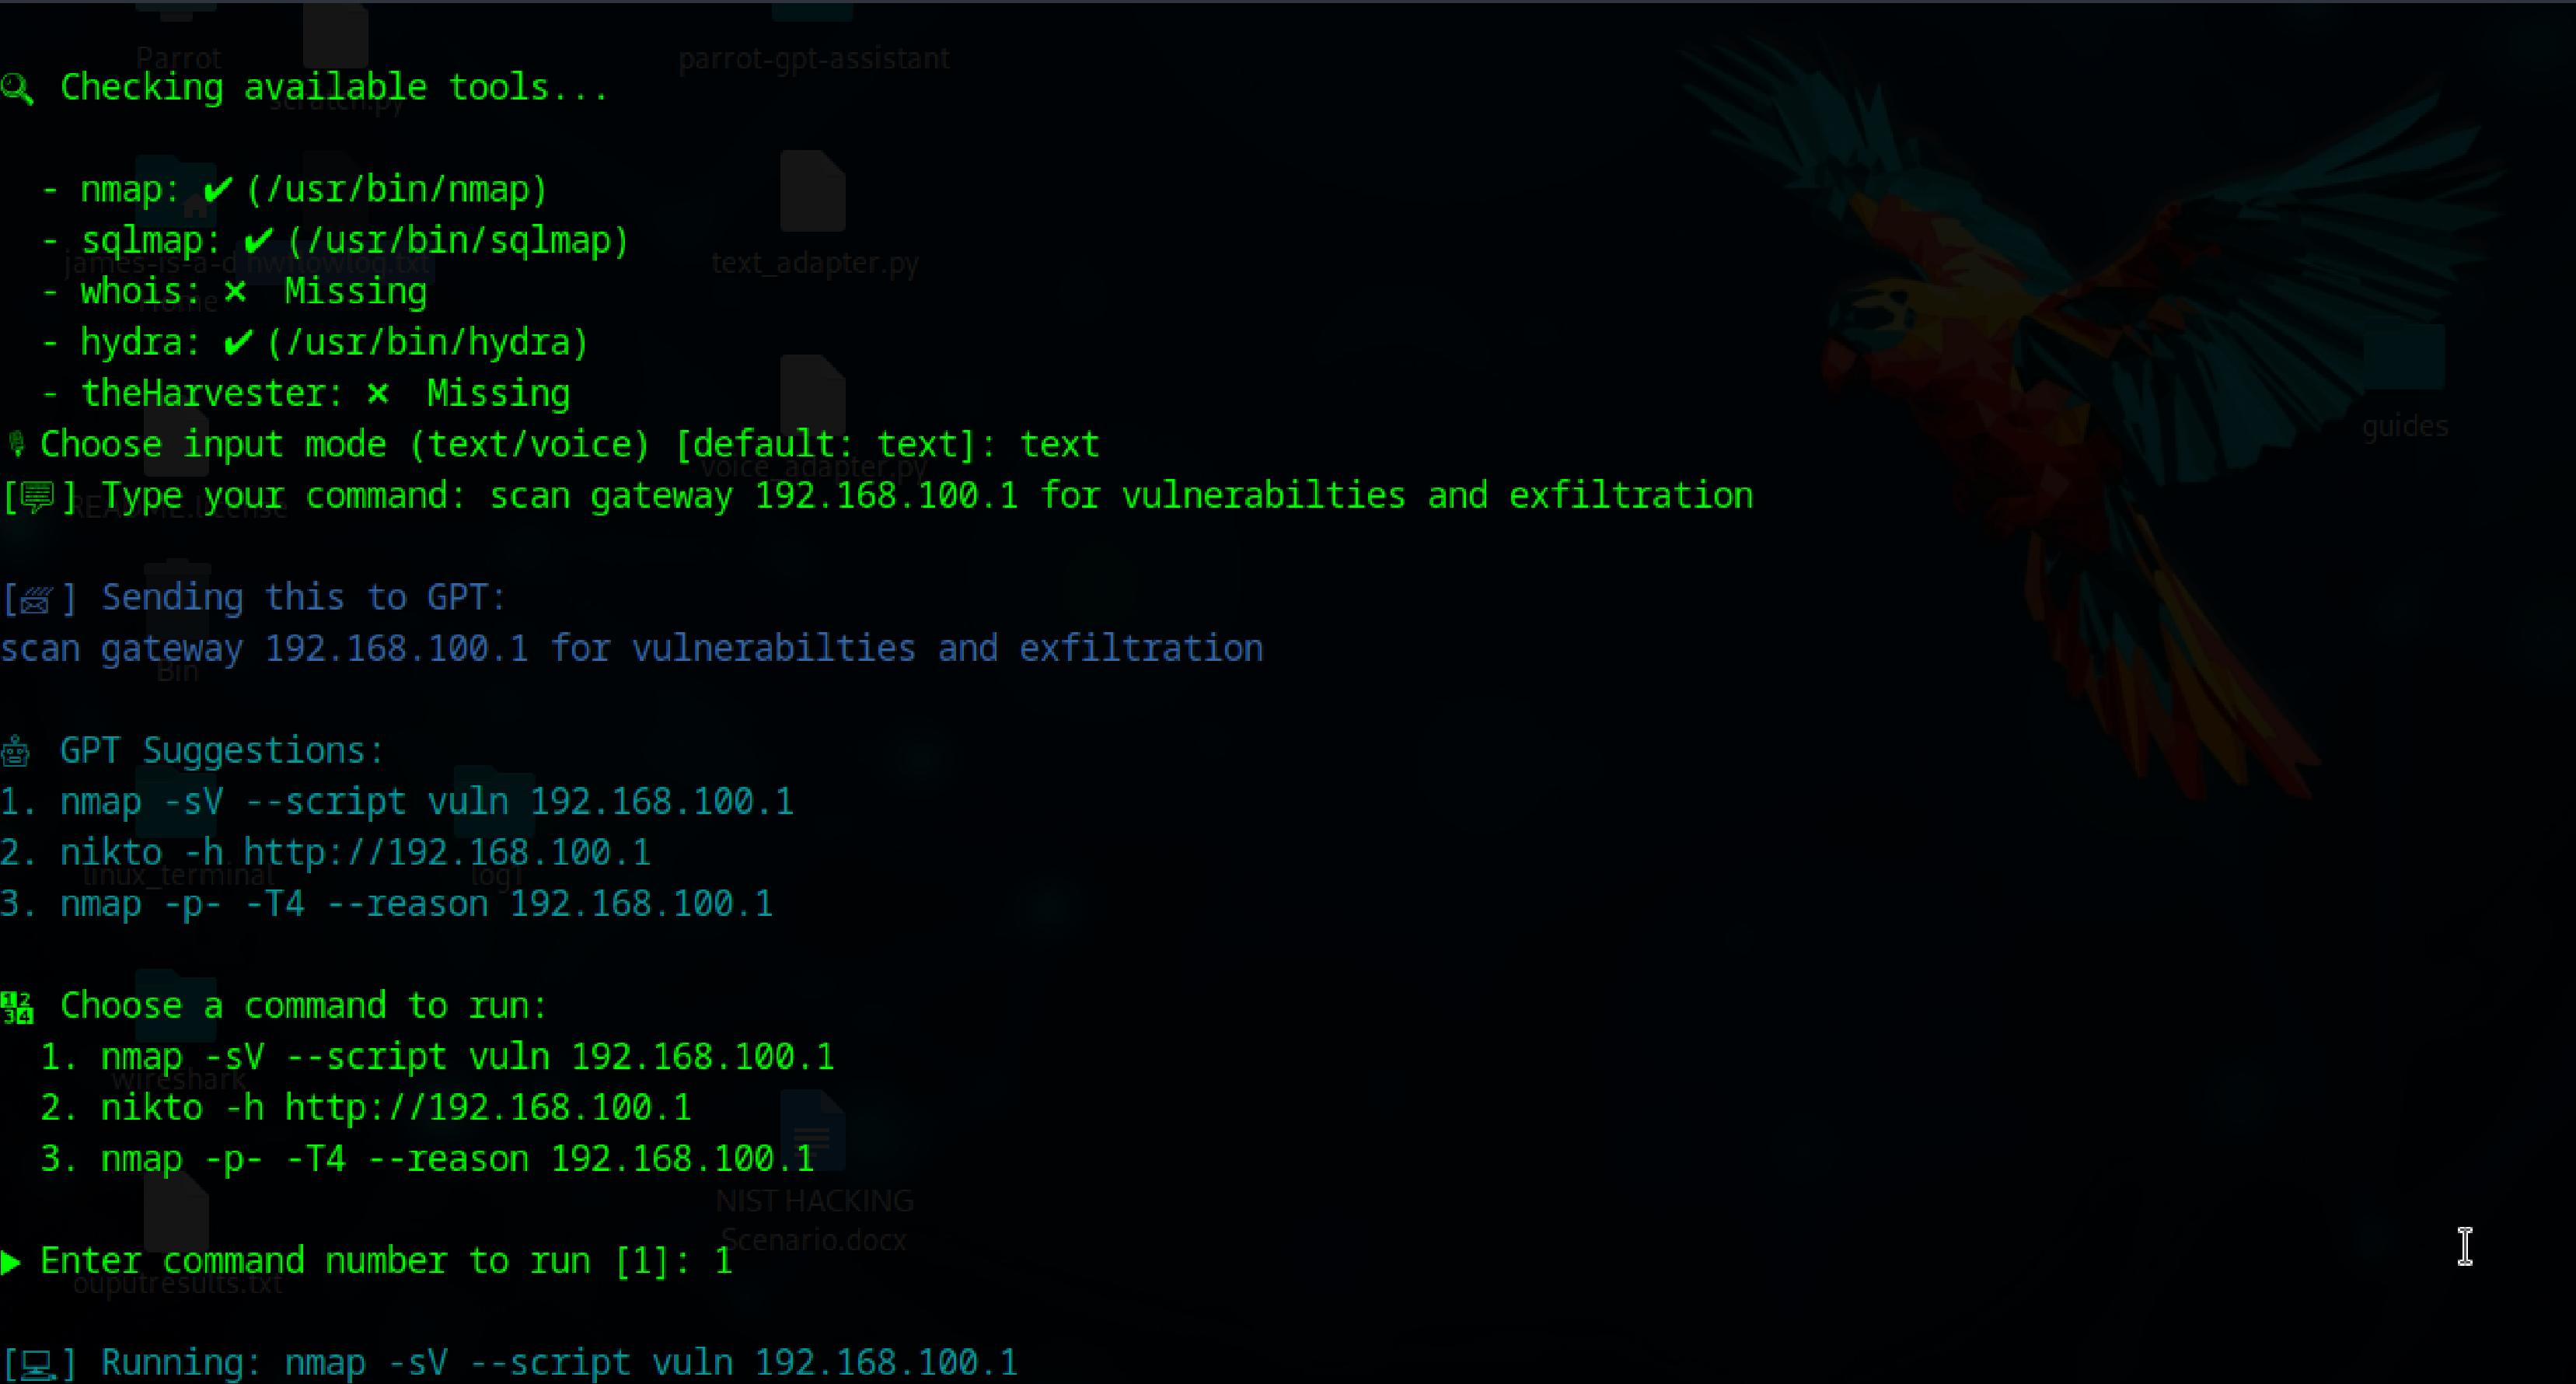 Parrot
parrot-gpt-assistant
🔍 Checking available tools...
scratch.py
- nmap: ✔ (/usr/bin/nmap)
- sqlmap: ✔ (/usr/bin/sqlmap)
james-is-a-d
Home
hwflowlog.txt
text_adapter.py
- whois: ✕ Missing
- hydra: ✔ (/usr/bin/hydra)
- theHarvester: ✕ Missing
guides
🎙 Choose input mode (text/voice) [default: text]: text
voice_adapter.py
[💬] Type your command: scan gateway 192.168.100.1 for vulnerabilties and exfiltration
README.license
[📨] Sending this to GPT:
scan gateway 192.168.100.1 for vulnerabilties and exfiltration
Bin
🤖 GPT Suggestions:
1. nmap -sV --script vuln 192.168.100.1
2. nikto -h http://192.168.100.1
linux_terminal
log1
3. nmap -p- -T4 --reason 192.168.100.1
🔢 Choose a command to run:
1. nmap -sV --script vuln 192.168.100.1
wireshark
2. nikto -h http://192.168.100.1
3. nmap -p- -T4 --reason 192.168.100.1
NIST HACKING
Scenario.docx
▶ Enter command number to run [1]: 1
ouputresults.txt
[💻] Running: nmap -sV --script vuln 192.168.100.1